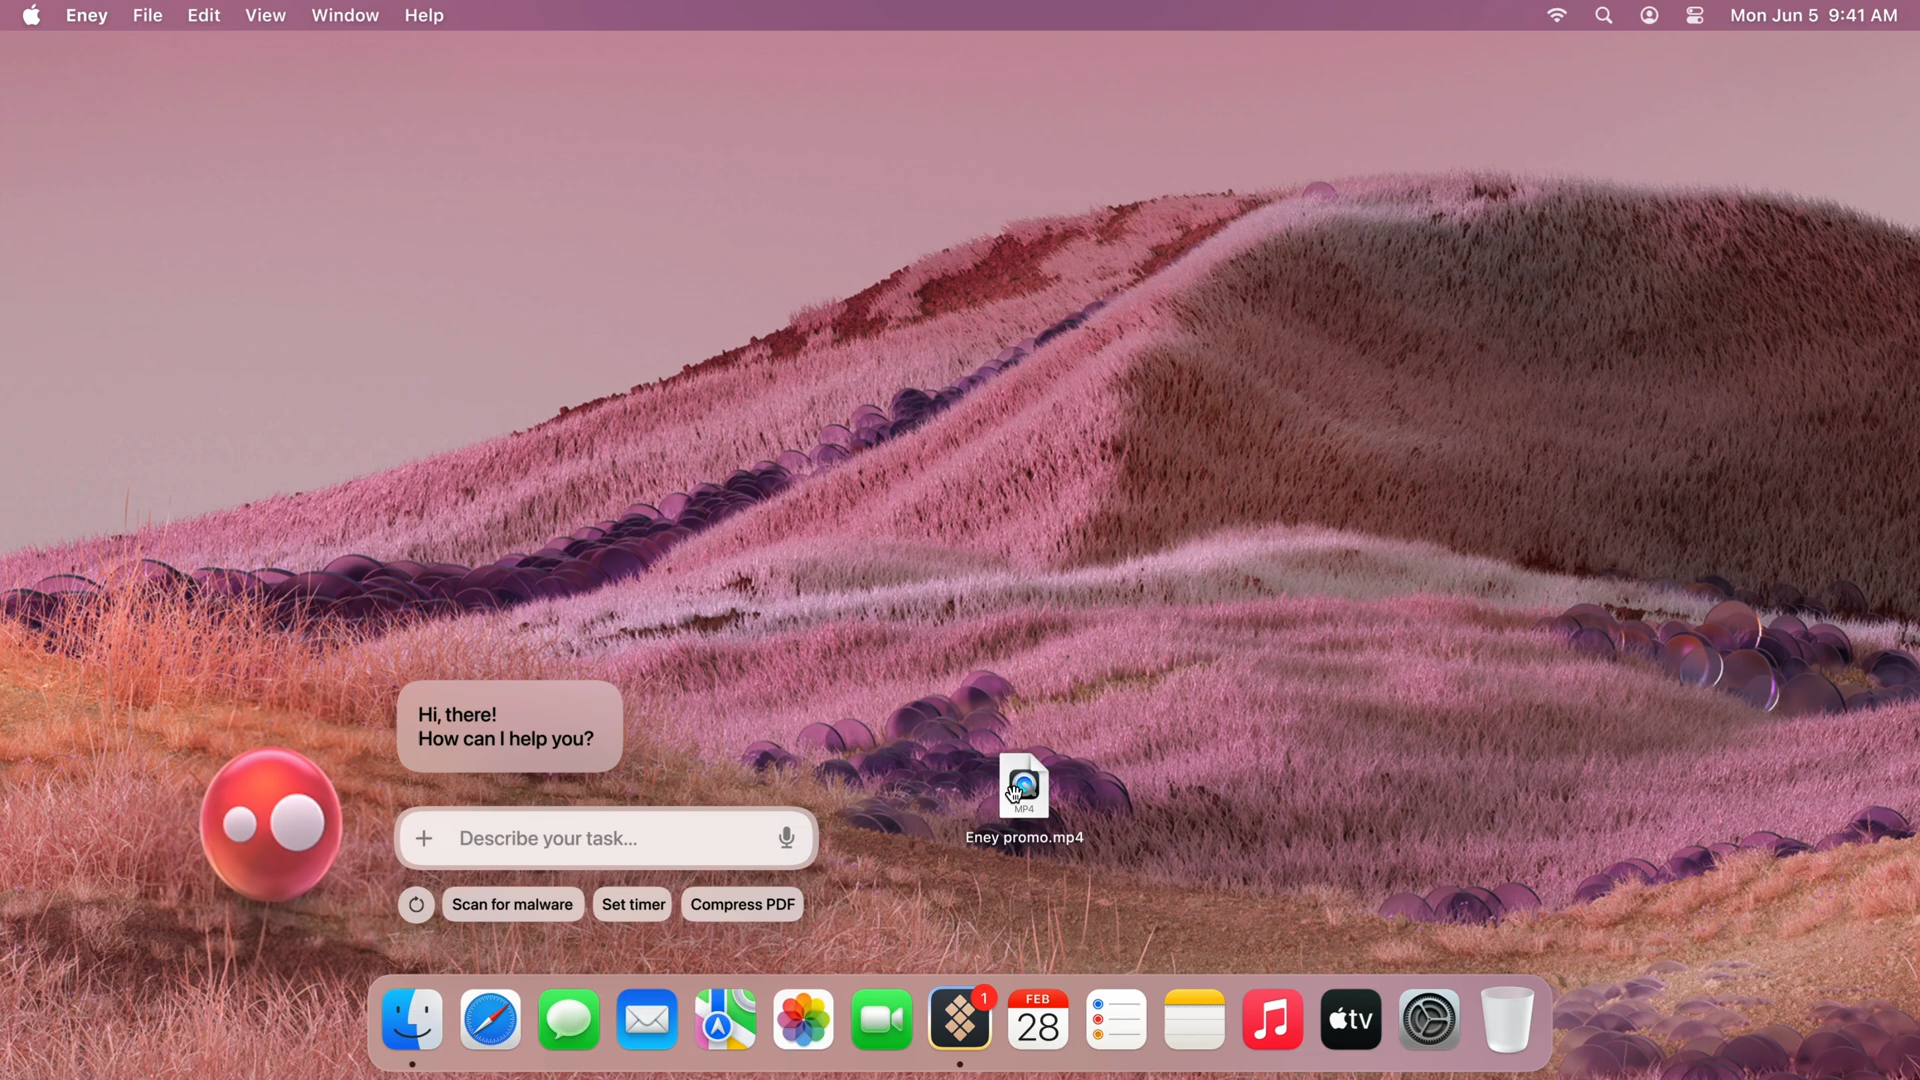 Eney File Edit View Window Help Mon Jun 5 9:41 AM
Hi, there!
How can I help you?
Describe your task...
MP4
Eney promo.mp4
Scan for malware Set timer Compress PDF
1
FEB
28
tv